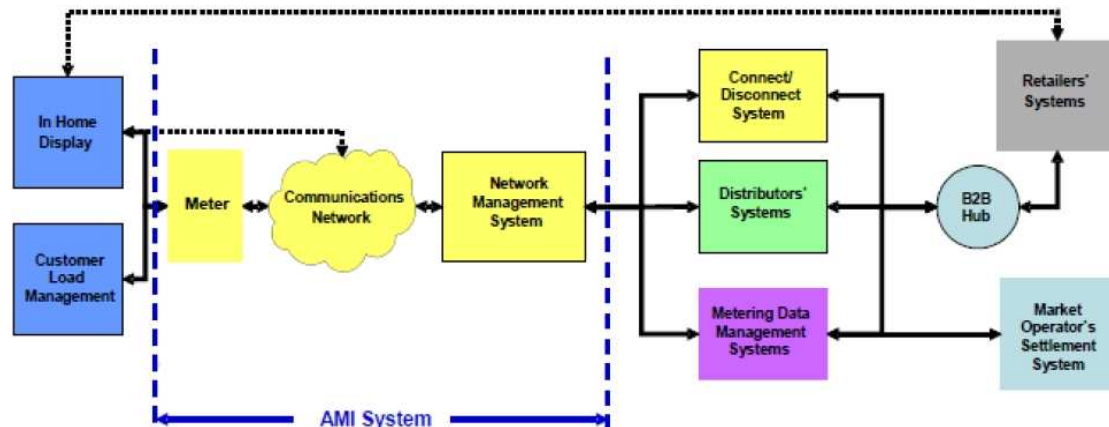 In Home
Display
Customer
Load
Management
Meter
Communications
Network
Network
Management
System
Connect/
Disconnect
System
Distributors'
Systems
Metering Data
Management
Systems
B2B
Hub
Retailers'
Systems
Market
Operator's
Settlement
System
AMI System